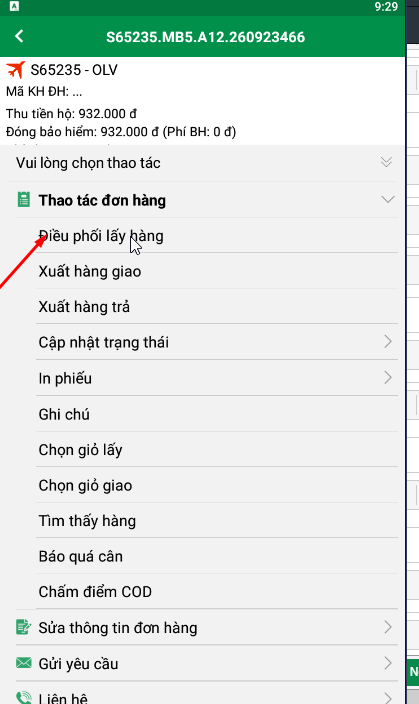 A
9:29
S65235.MB5.A12.260923466
S65235 - OLV
Mã KH ĐH: ...
Thu tiền hộ: 932.000 đ
Đóng bảo hiểm: 932.000 đ (Phí BH: 0 đ)
Vui lòng chọn thao tác
Thao tác đơn hàng
Điều phối lấy hàng
Xuất hàng giao
Xuất hàng trả
Cập nhật trạng thái
In phiếu
Ghi chú
Chọn giỏ lấy
Chọn giỏ giao
Tìm thấy hàng
Báo quá cân
Chấm điểm COD
Sửa thông tin đơn hàng
Gửi yêu cầu
Liên hệ
N